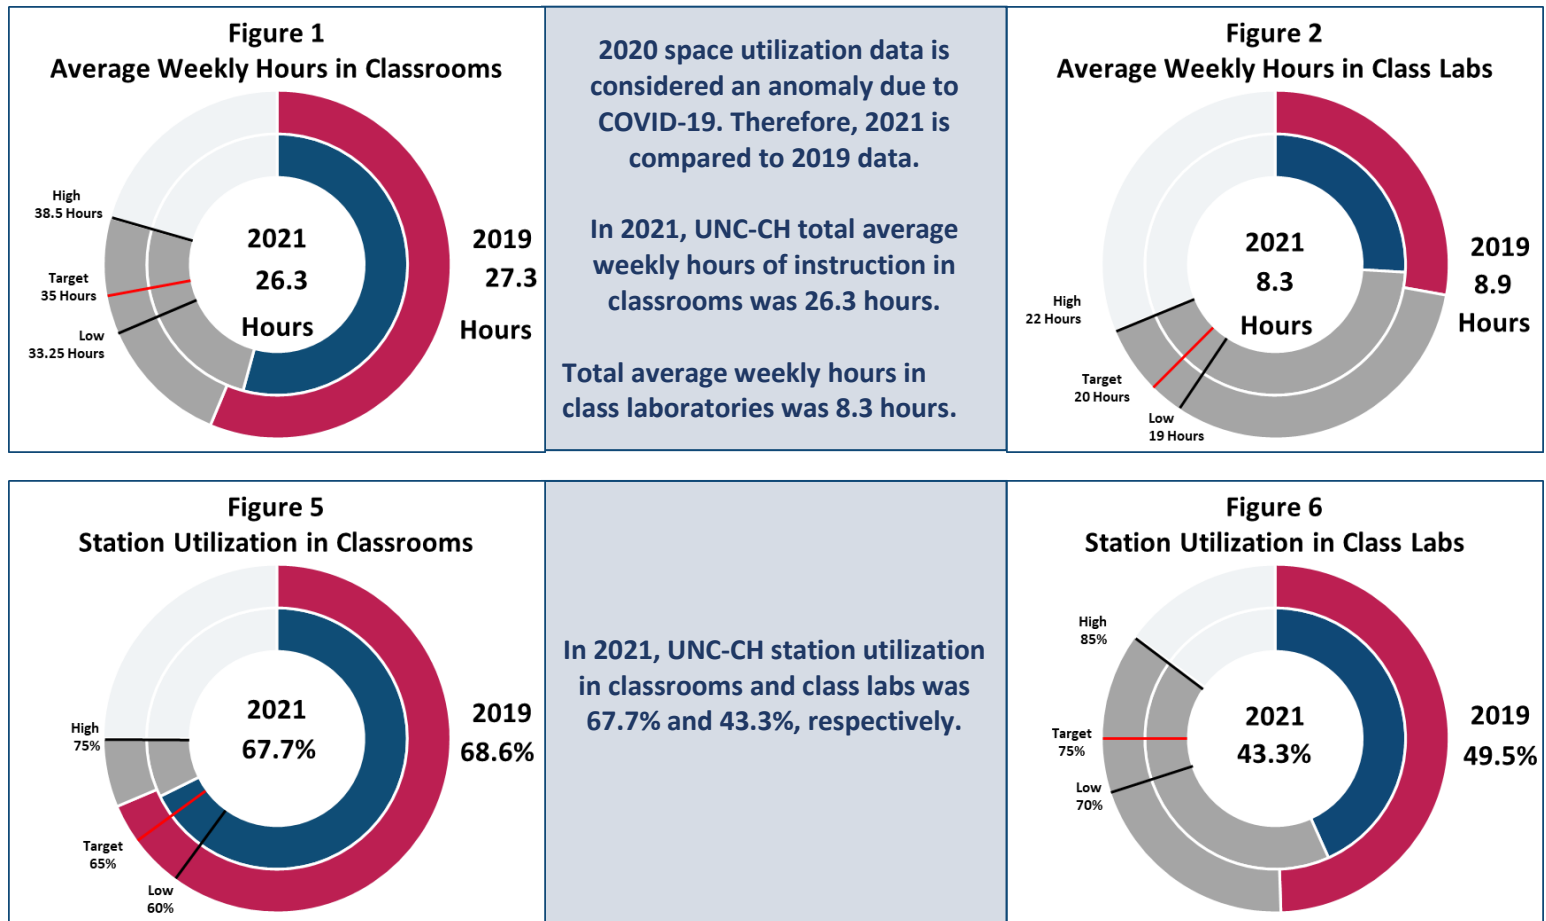 Figure 1
Average Weekly Hours in Classrooms
High
38.5 Hours
Target
35 Hours
Low
33.25 Hours
2021
26.3
Hours
2019
27.3
Hours
2020 space utilization data is
considered an anomaly due to
COVID-19. Therefore, 2021 is
compared to 2019 data.
In 2021, UNC-CH total average
weekly hours of instruction in
classrooms was 26.3 hours.
Total average weekly hours in
class laboratories was 8.3 hours.
Figure 2
Average Weekly Hours in Class Labs
High
22 Hours
Target
20 Hours
Low
19 Hours
2021
8.3
Hours
2019
8.9
Hours
Figure 5
Station Utilization in Classrooms
High
75%
Target
65%
Low
60%
2021
67.7%
2019
68.6%
In 2021, UNC-CH station utilization
in classrooms and class labs was
67.7% and 43.3%, respectively.
Figure 6
Station Utilization in Class Labs
High
85%
Target
75%
Low
70%
2021
43.3%
2019
49.5%